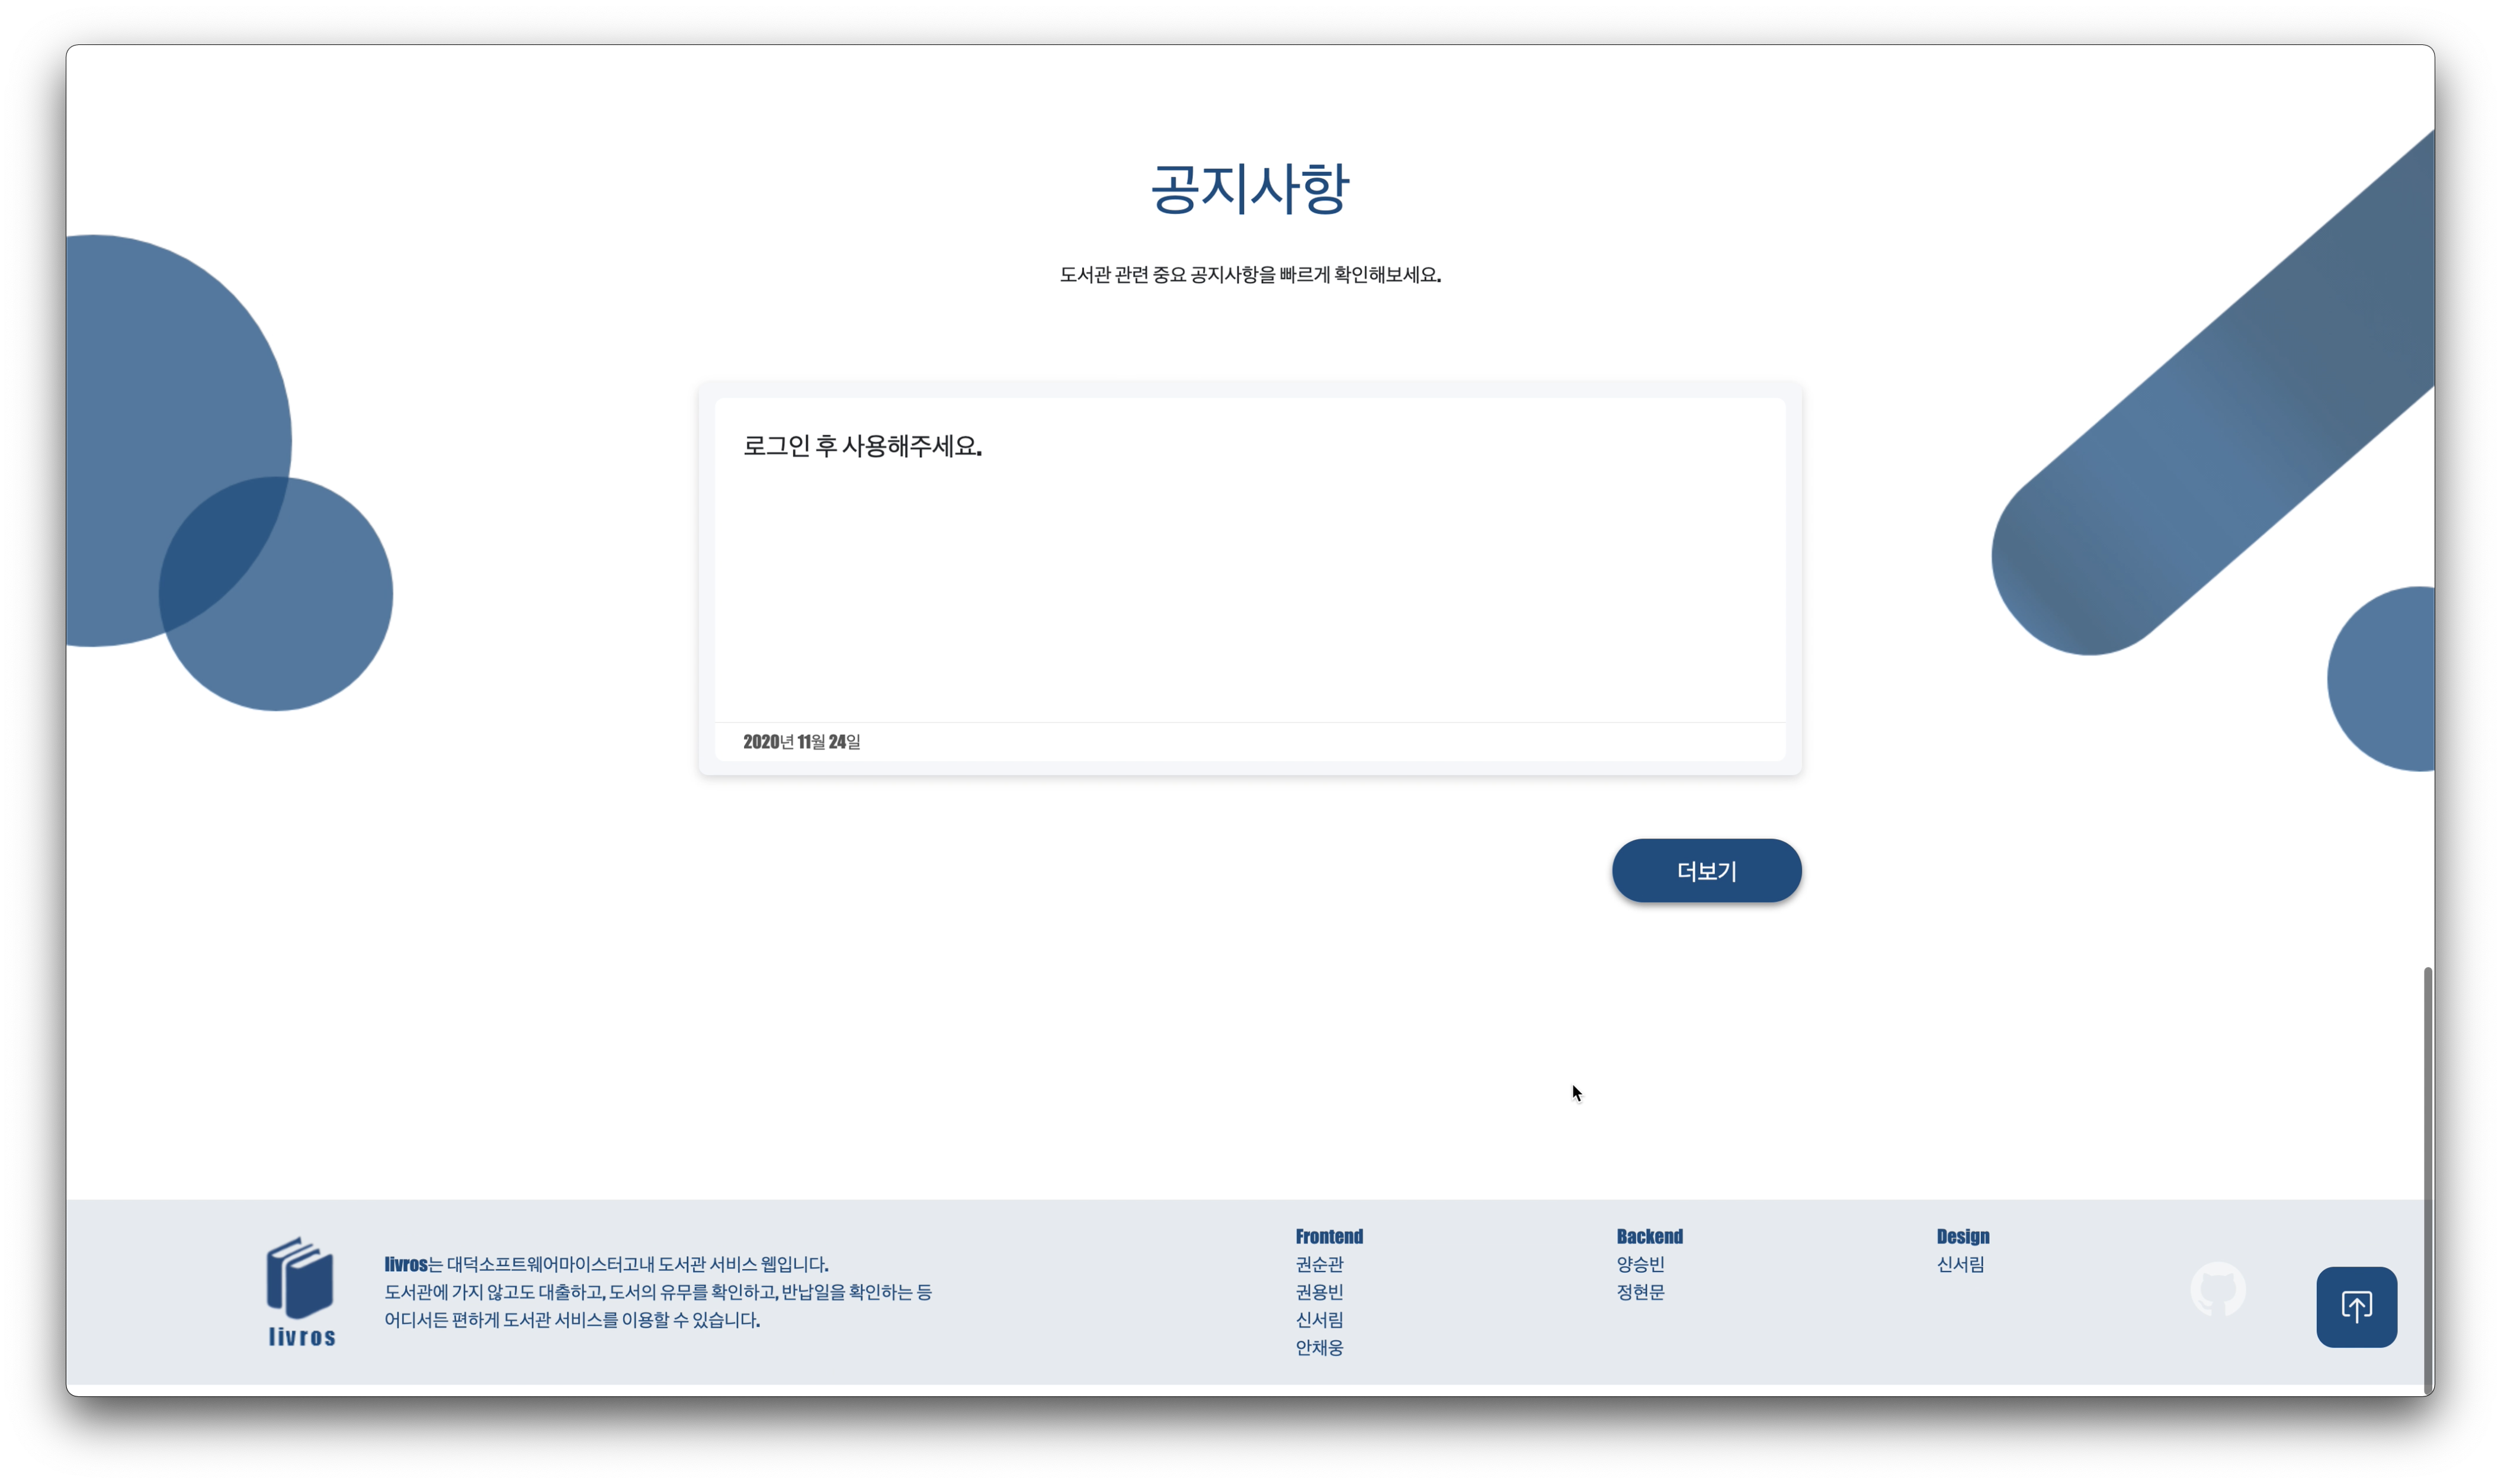 공지사항
도서관 관련 중요 공지사항을 빠르게 확인해보세요.
로그인 후 사용해주세요.
2020년 11월 24일
더보기
livros
livros는 대덕소프트웨어마이스터고내 도서관 서비스 웹입니다.
도서관에 가지 않고도 대출하고, 도서의 유무를 확인하고, 반납일을 확인하는 등
어디서든 편하게 도서관 서비스를 이용할 수 있습니다.
Frontend
권순관
권용빈
신서림
안채웅
Backend
양승빈
정현문
Design
신서림